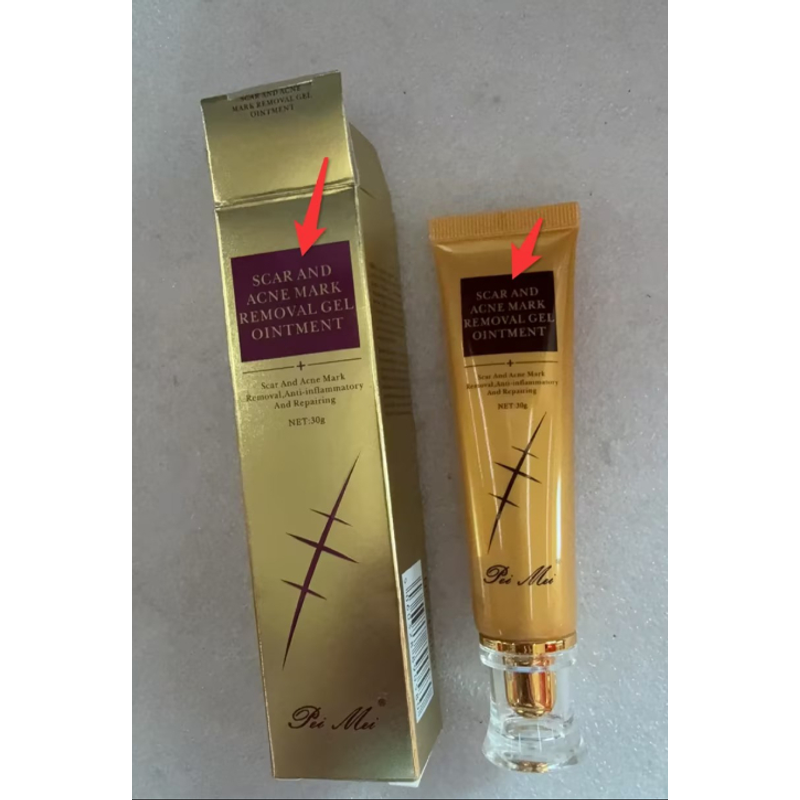 SCAR AND ACNE
MARK REMOVAL GEL
OINTMENT
SCAR AND
ACNE MARK
REMOVAL GEL
OINTMENT
Scar And Acne Mark
Removal,Anti-inflammatory
And Repairing
NET:30g
Pei Mei®
SCAR AND
ACNE MARK
REMOVAL GEL
OINTMENT
Scar And Acne Mark
Removal,Anti-inflammatory
And Repairing
NET:30g
Pei Mei